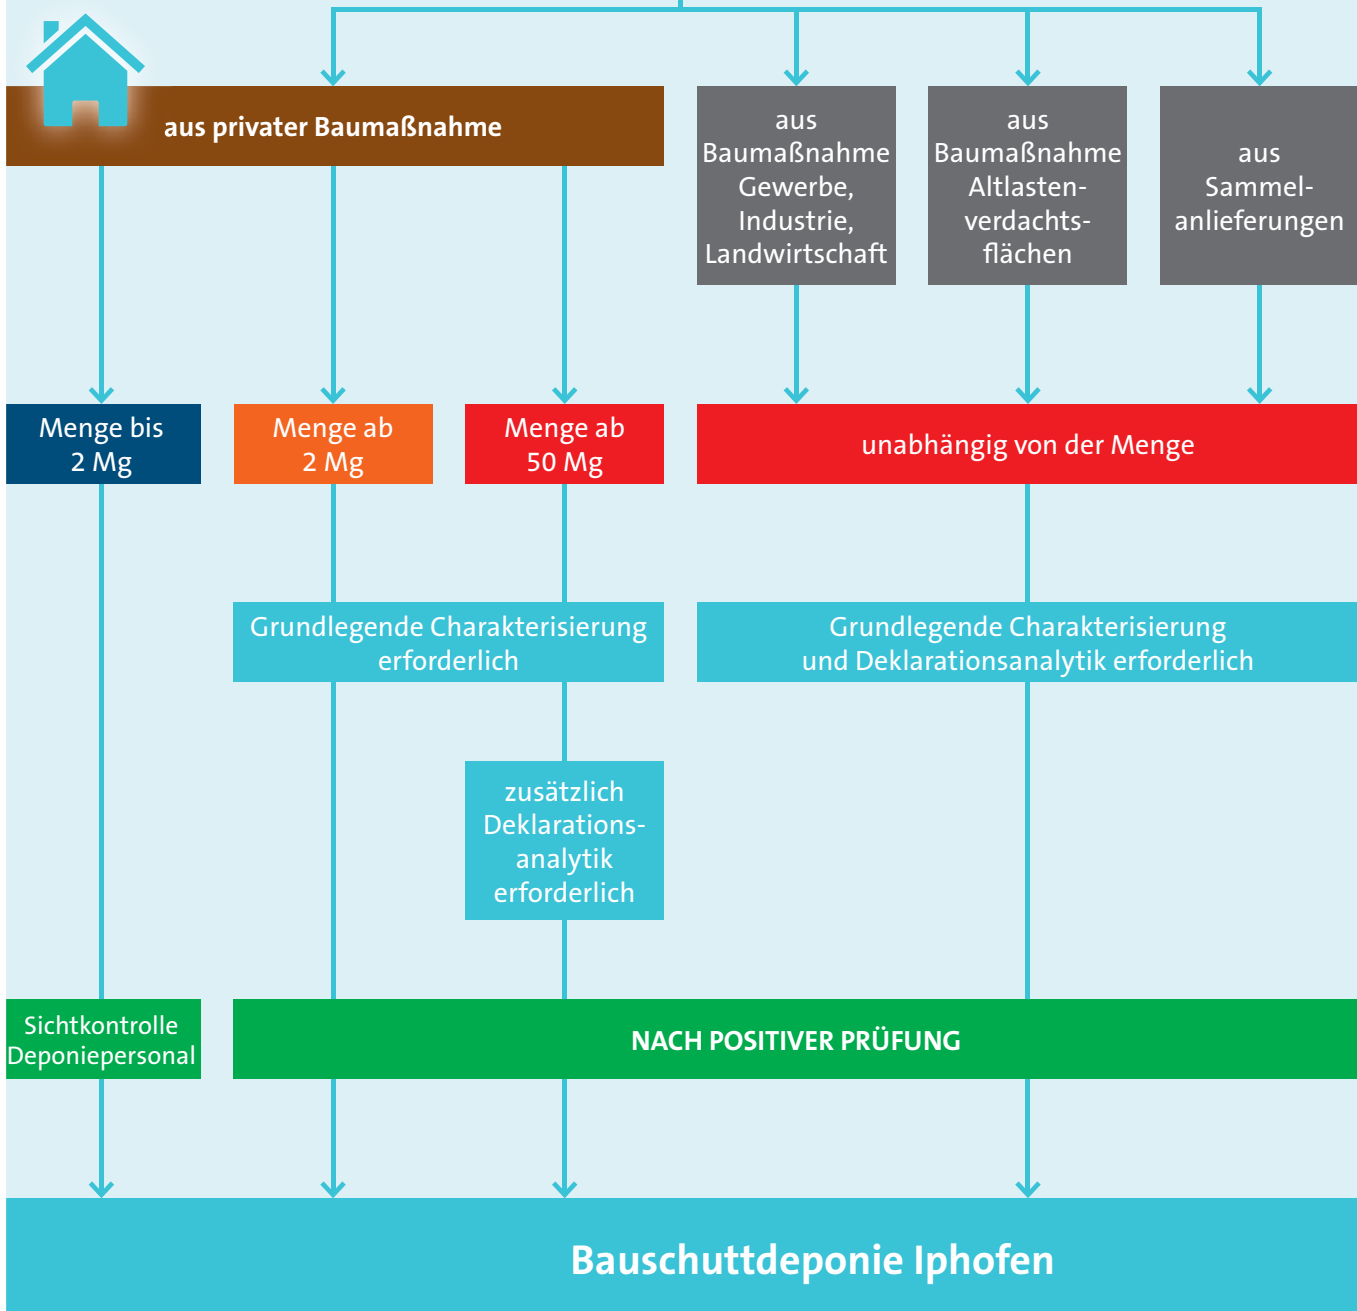 aus privater Baumaßnahme
aus
Baumaßnahme
Gewerbe,
Industrie,
Landwirtschaft
aus
Baumaßnahme
Altlasten-
verdachts-
flächen
aus
Sammel-
anlieferungen
Menge bis
2 Mg
Menge ab
2 Mg
Menge ab
50 Mg
unabhängig von der Menge
Grundlegende Charakterisierung
erforderlich
Grundlegende Charakterisierung
und Deklarationsanalytik erforderlich
zusätzlich
Deklarations-
analytik
erforderlich
Sichtkontrolle
Deponiepersonal
NACH POSITIVER PRÜFUNG
Bauschuttdeponie Iphofen